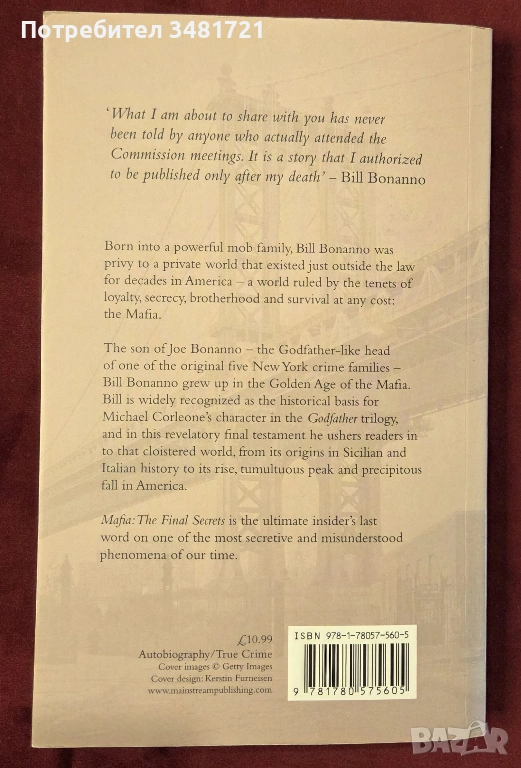 Потребител 3481721
‘What I am about to share with you has never
been told by anyone who actually attended the
Commission meetings. It is a story that I authorized
to be published only after my death’ – Bill Bonanno
Born into a powerful mob family, Bill Bonanno was
privy to a private world that existed just outside the law
for decades in America – a world ruled by the tenets of
loyalty, secrecy, brotherhood and survival at any cost:
the Mafia.
The son of Joe Bonanno – the Godfather-like head
of one of the original five New York crime families –
Bill Bonanno grew up in the Golden Age of the Mafia.
Bill is widely recognized as the historical basis for
Michael Corleone’s character in the Godfather trilogy,
and in this revelatory final testament he ushers readers in
to that cloistered world, from its origins in Sicilian and
Italian history to its rise, tumultuous peak and precipitous
fall in America.
Mafia: The Final Secrets is the ultimate insider’s last
word on one of the most secretive and misunderstood
phenomena of our time.
£10.99
Autobiography/True Crime
Cover images © Getty Images
Cover design: Kerstin Furneisen
www.mainstreampublishing.com
ISBN 978-1-78057-560-5
9 781780 575605
BAZAR